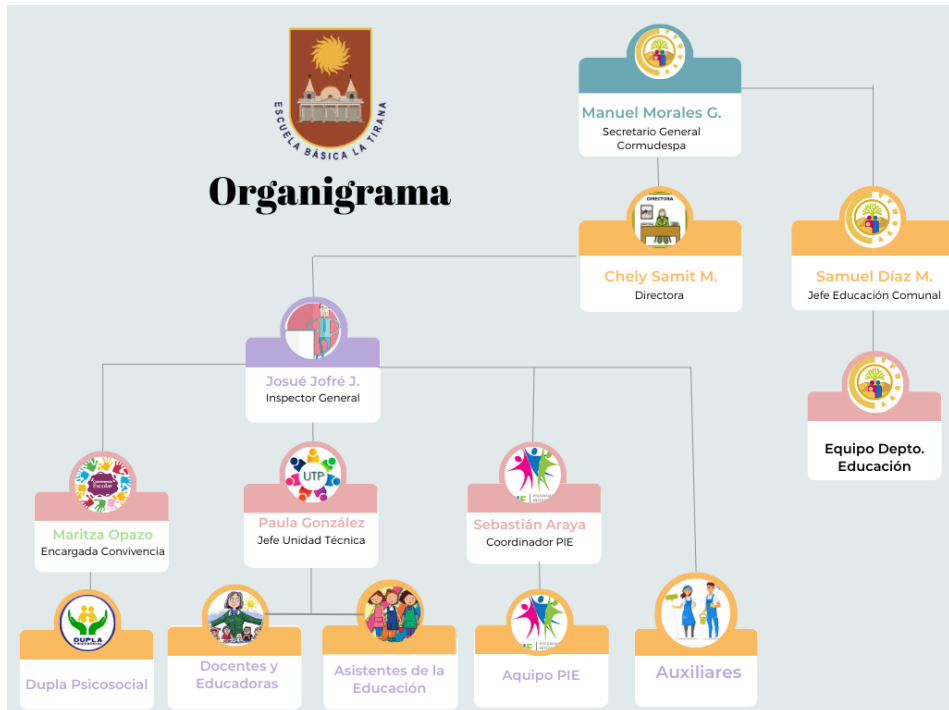 ESCUELA BÁSICA LA TIRANA
Organigrama
Manuel Morales G.
Secretario General
Cormudespa
DIRECTORA
Chely Samit M.
Directora
Samuel Díaz M.
Jefe Educación Comunal
Josué Jofré J.
Inspector General
Equipo Depto.
Educación
Convivencia
Escolar
Maritza Opazo
Encargada Convivencia
UTP
Paula González
Jefe Unidad Técnica
Sebastián Araya
Coordinador PIE
DUPLA
Dupla Psicosocial
Docentes y
Educadoras
Asistentes de la
Educación
Aquipo PIE
Auxiliares